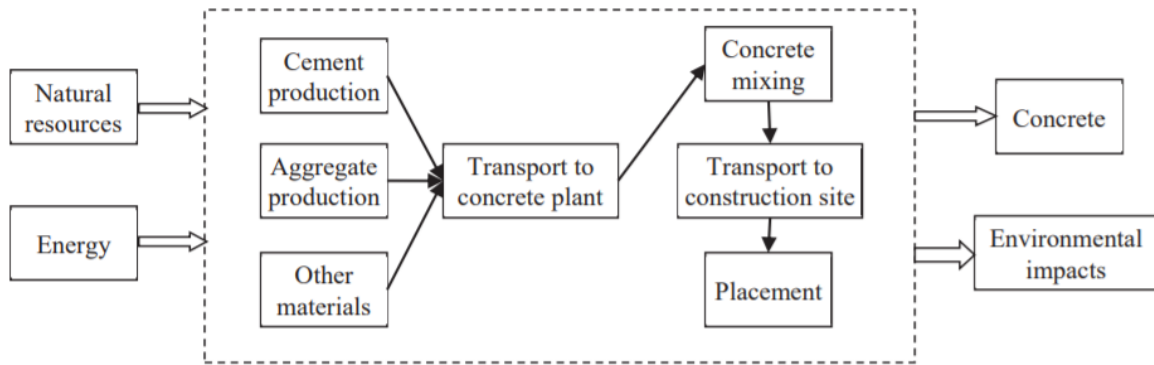 Natural
resources
Energy
Cement
production
Aggregate
production
Other
materials
Transport to
concrete plant
Concrete
mixing
Transport to
construction site
Placement
Concrete
Environmental
impacts